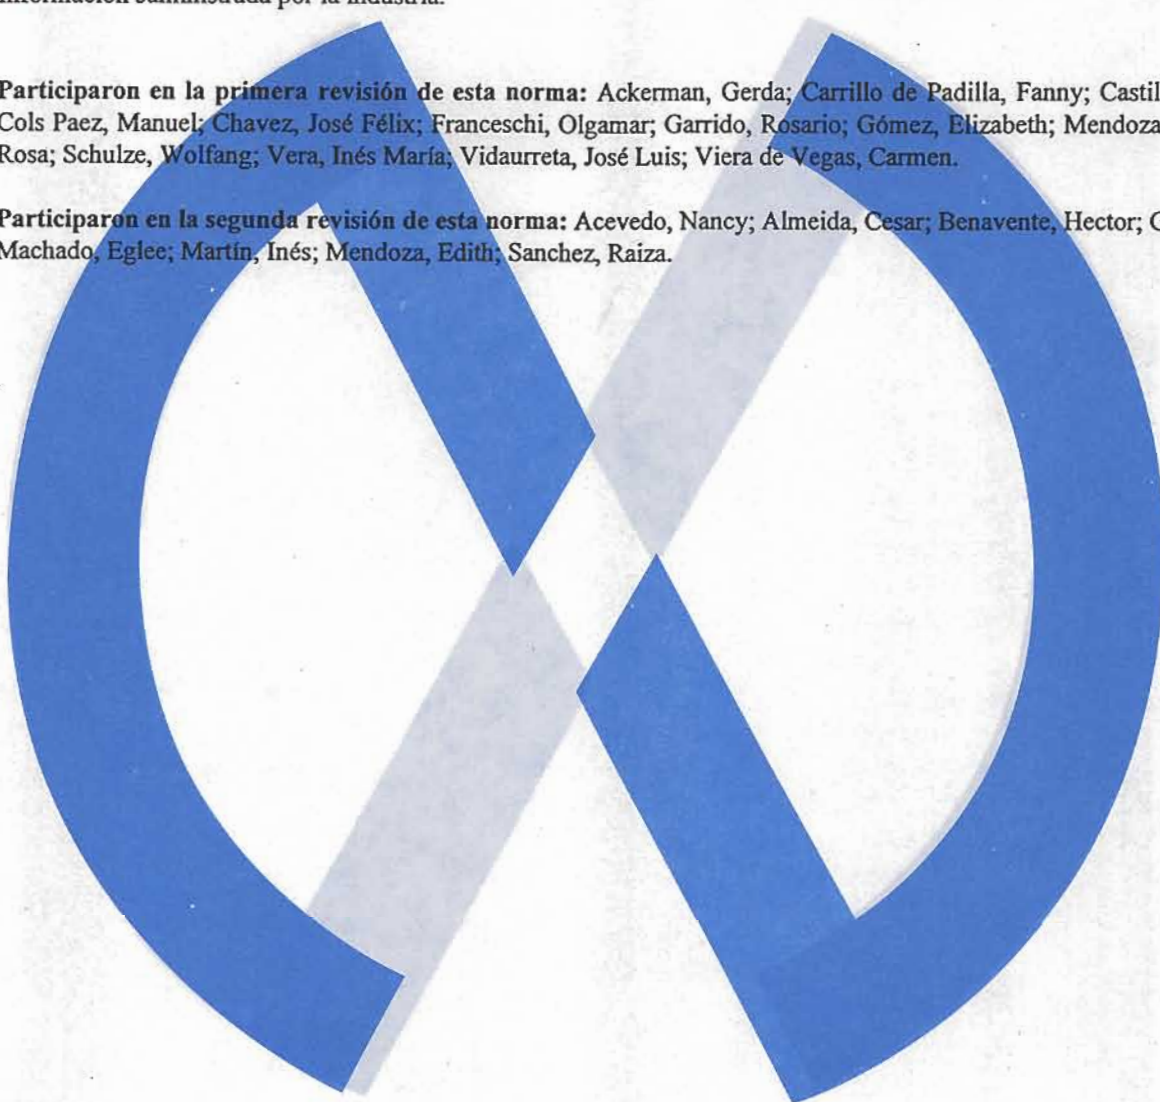 Participaron en la primera revisión de esta norma: Ackerman, Gerda; Carrillo de Padilla, Fanny;
Cols Paez, Manuel; Chavez, José Félix; Franceschi, Olgamar; Garrido, Rosario; Gómez, Elizabeth; Mendoza
Rosa; Schulze, Wolfang; Vera, Inés María; Vidaurreta, José Luis; Viera de Vegas, Carmen.
Participaron en la segunda revisión de esta norma: Acevedo, Nancy; Almeida, Cesar; Benavente, Hector;
Machado, Eglee; Martín, Inés; Mendoza, Edith; Sanchez, Raiza.